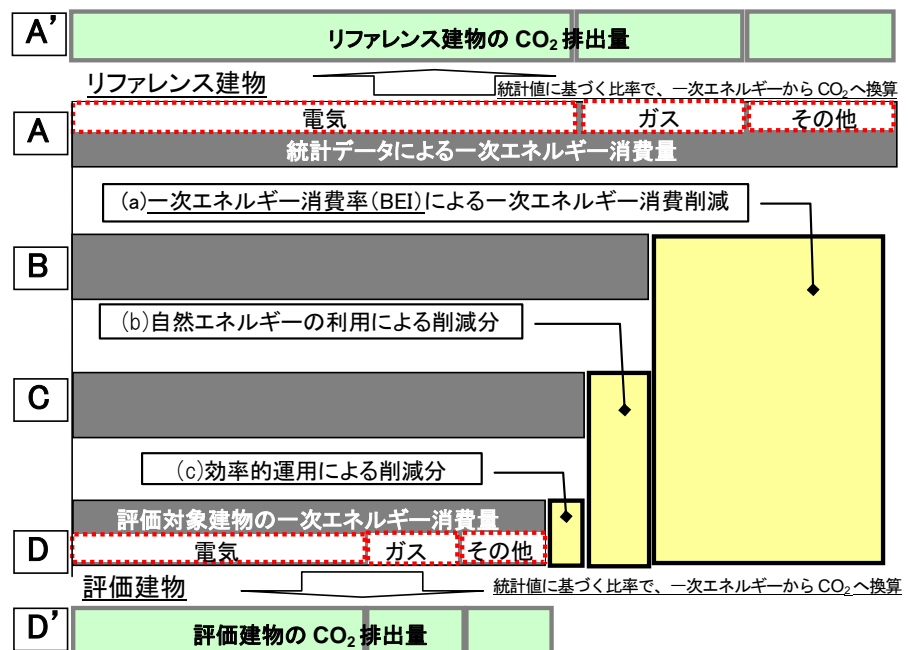 A'
リファレンス建物の CO₂ 排出量
リファレンス建物
統計値に基づく比率で、一次エネルギーから CO₂ へ換算
A
電気 ガス その他
統計データによる一次エネルギー消費量
(a)一次エネルギー消費率(BEI)による一次エネルギー消費削減
B
(b)自然エネルギーの利用による削減分
C
(c)効率的運用による削減分
評価対象建物の一次エネルギー消費量
D
電気 ガス その他
評価建物
統計値に基づく比率で、一次エネルギーから CO₂ へ換算
D'
評価建物の CO₂ 排出量